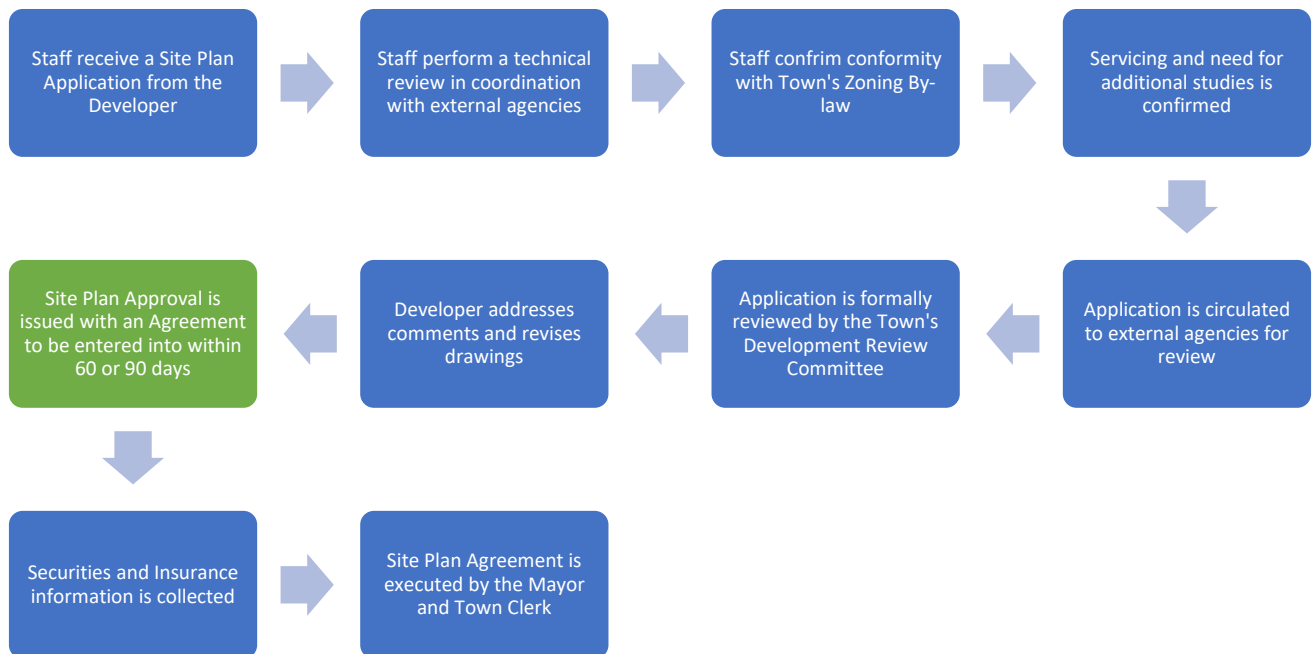 Staff receive a Site Plan
Application from the
Developer
Staff perform a technical
review in coordination
with external agencies
Staff confrim conformity
with Town's Zoning By-
law
Servicing and need for
additional studies is
confirmed
Application is circulated
to external agencies for
review
Application is formally
reviewed by the Town's
Development Review
Committee
Developer addresses
comments and revises
drawings
Site Plan Approval is
issued with an Agreement
to be entered into within
60 or 90 days
Securities and Insurance
information is collected
Site Plan Agreement is
executed by the Mayor
and Town Clerk